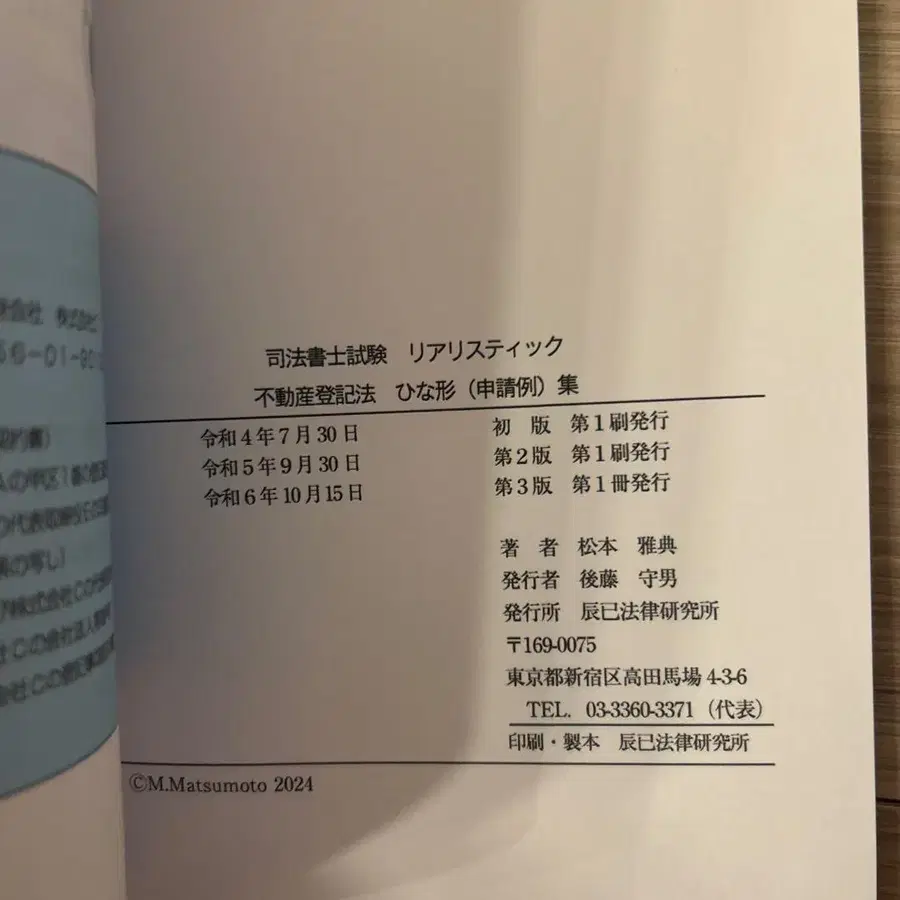 司法書士試験 リアリスティック
不動産登記法 ひな形（申請例）集
令和4年7月30日 初 版 第1刷発行
令和5年9月30日 第2版 第1刷発行
令和6年10月15日 第3版 第1冊発行
著 者 松本 雅典
発行者 後藤 守男
発行所 辰已法律研究所
〒169-0075
東京都新宿区高田馬場4-3-6
TEL. 03-3360-3371（代表）
印刷・製本 辰已法律研究所
©M.Matsumoto 2024